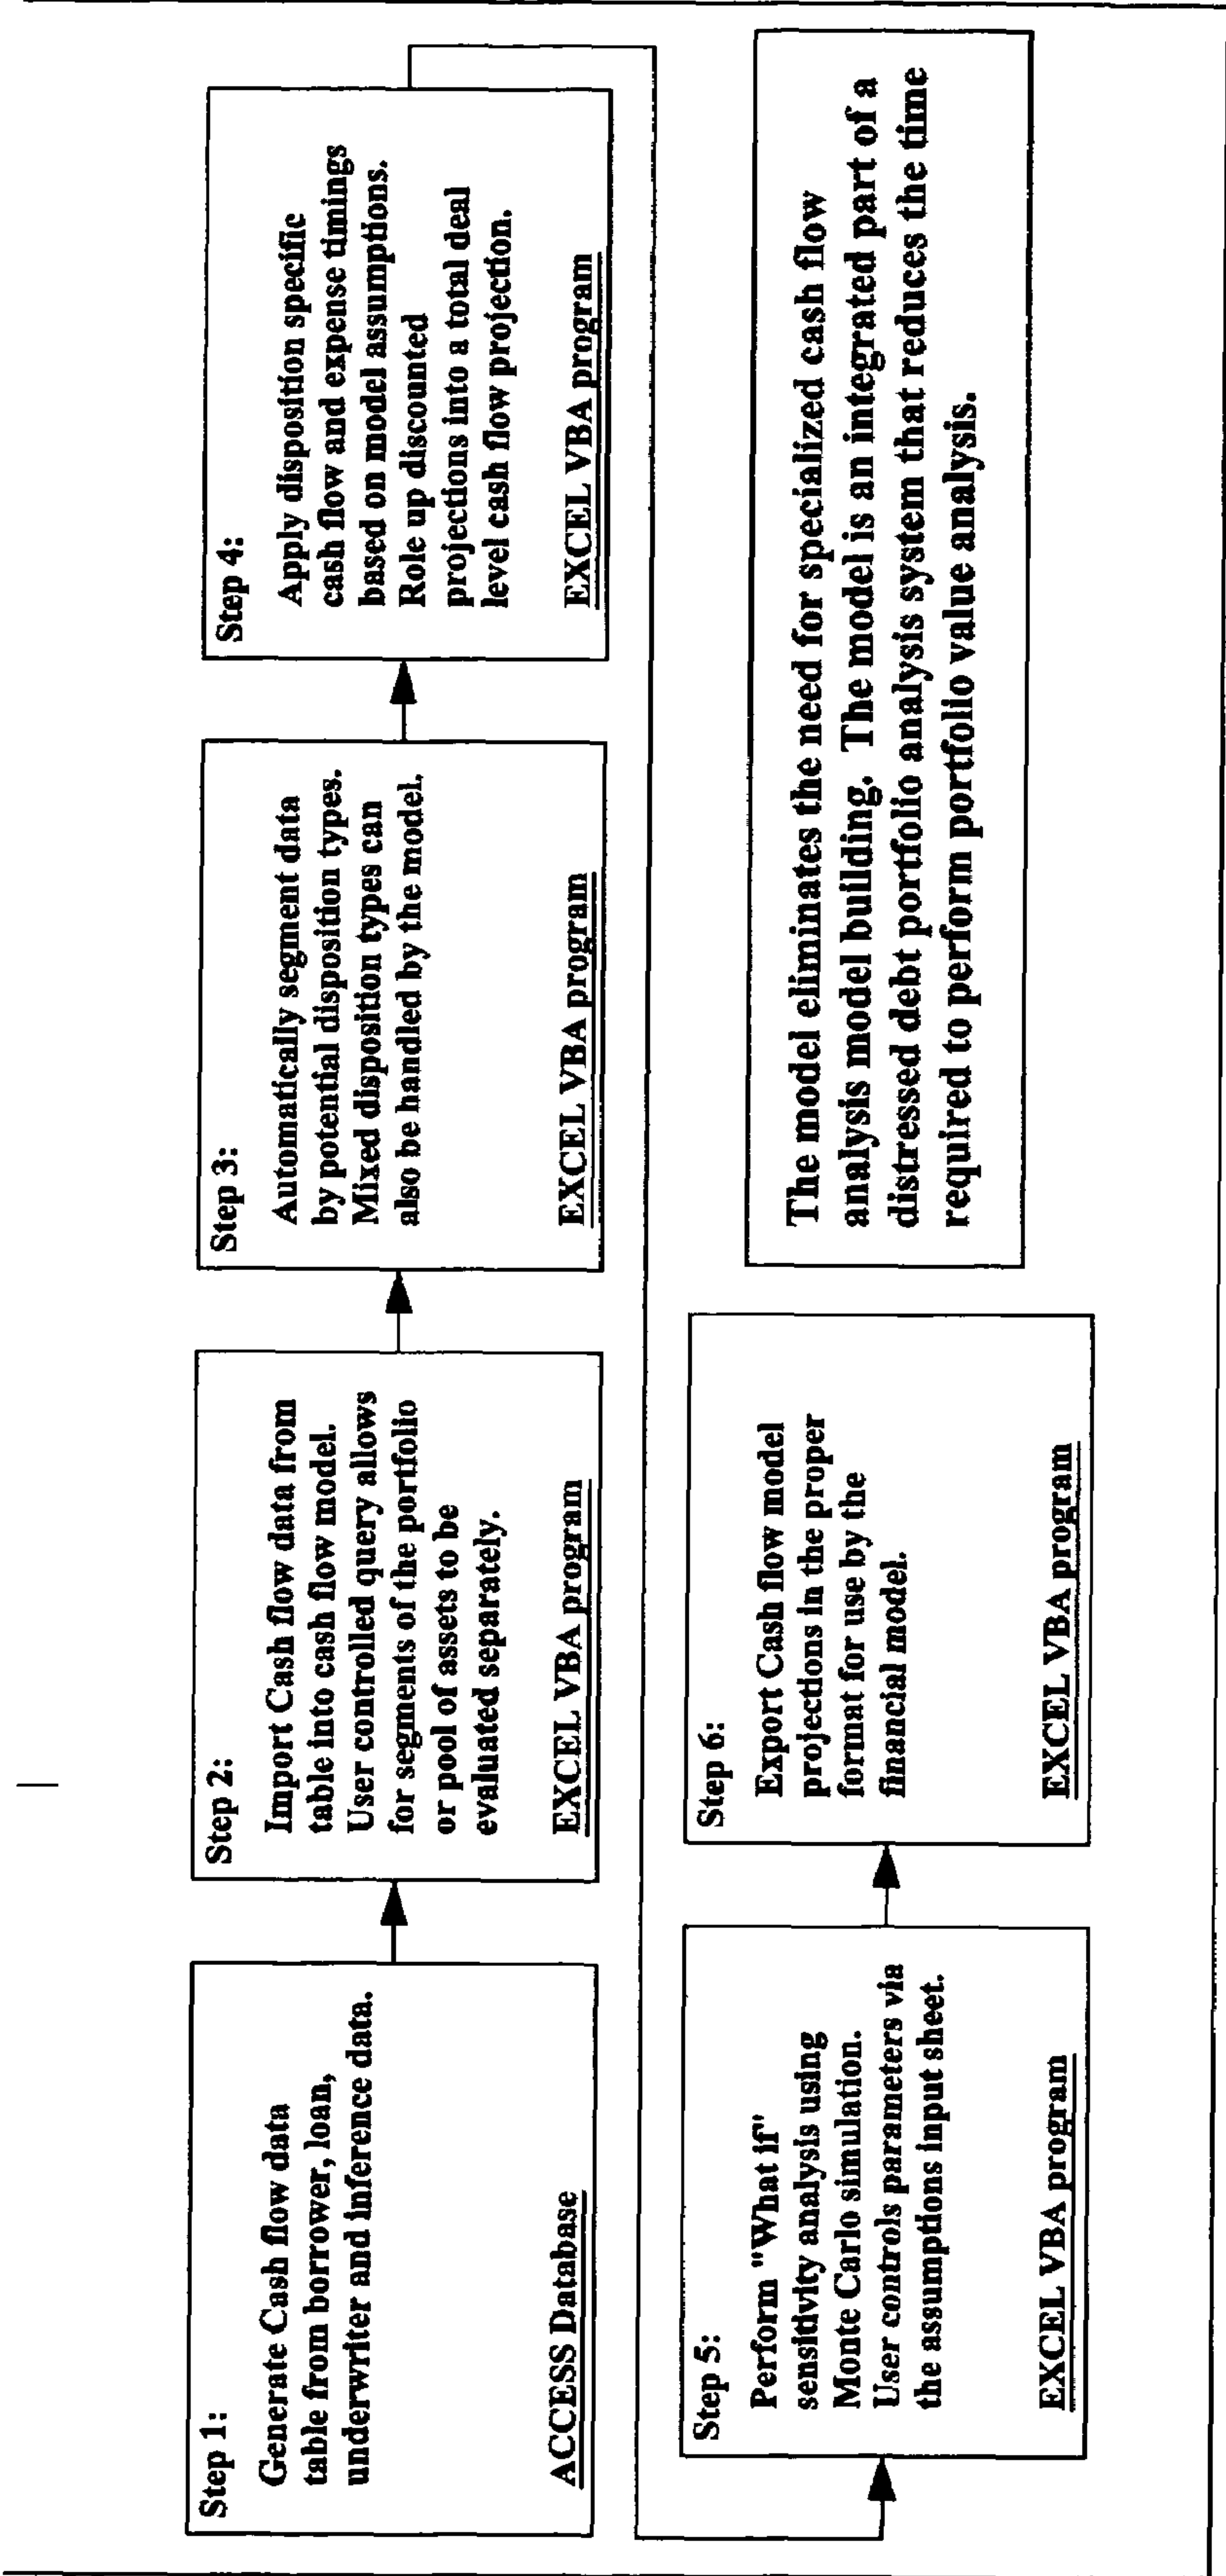 Step 1:
Generate Cash flow data
table from borrower, loan,
underwriter and inference data.
ACCESS Database
Step 2:
Import Cash flow data from
table into cash flow model.
User controlled query allows
for segments of the portfolio
or pool of assets to be
evaluated separately.
EXCEL VBA program
Step 3:
Automatically segment data
by potential disposition types.
Mixed disposition types can
also be handled by the model.
EXCEL VBA program
Step 4:
Apply disposition specific
cash flow and expense timings
based on model assumptions.
Role up discounted
projections into a total deal
level cash flow projection.
EXCEL VBA program
Step 5:
Perform "What if"
sensitivity analysis using
Monte Carlo simulation.
User controls parameters via
the assumptions input sheet.
EXCEL VBA program
Step 6:
Export Cash flow model
projections in the proper
format for use by the
financial model.
EXCEL VBA program
The model eliminates the need for specialized cash flow
analysis model building. The model is an integrated part of a
distressed debt portfolio analysis system that reduces the time
required to perform portfolio value analysis.